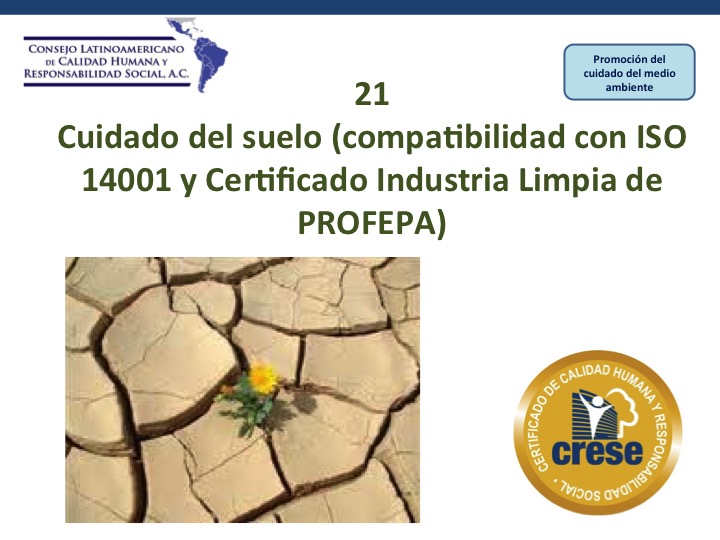 CONSEJO LATINOAMERICANO
DE CALIDAD HUMANA Y
RESPONSABILIDAD SOCIAL, A.C.
Promoción del
cuidado del medio
ambiente
21
Cuidado del suelo (compatibilidad con ISO
14001 y Certificado Industria Limpia de
PROFEPA)
CERTIFICADO DE CALIDAD HUMANA Y RESPONSABILIDAD SOCIAL
crese